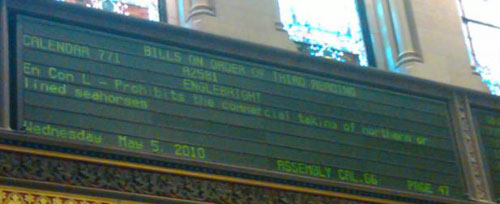 CALENDAR 771 BILLS ON ORDER OF THIRD READING
A2581
ENGLEBRIGHT
En Con L - Prohibits the commercial taking of northern or
lined seahorses
Wednesday May 5, 2010
ASSEMBLY CAL.66 PAGE 47